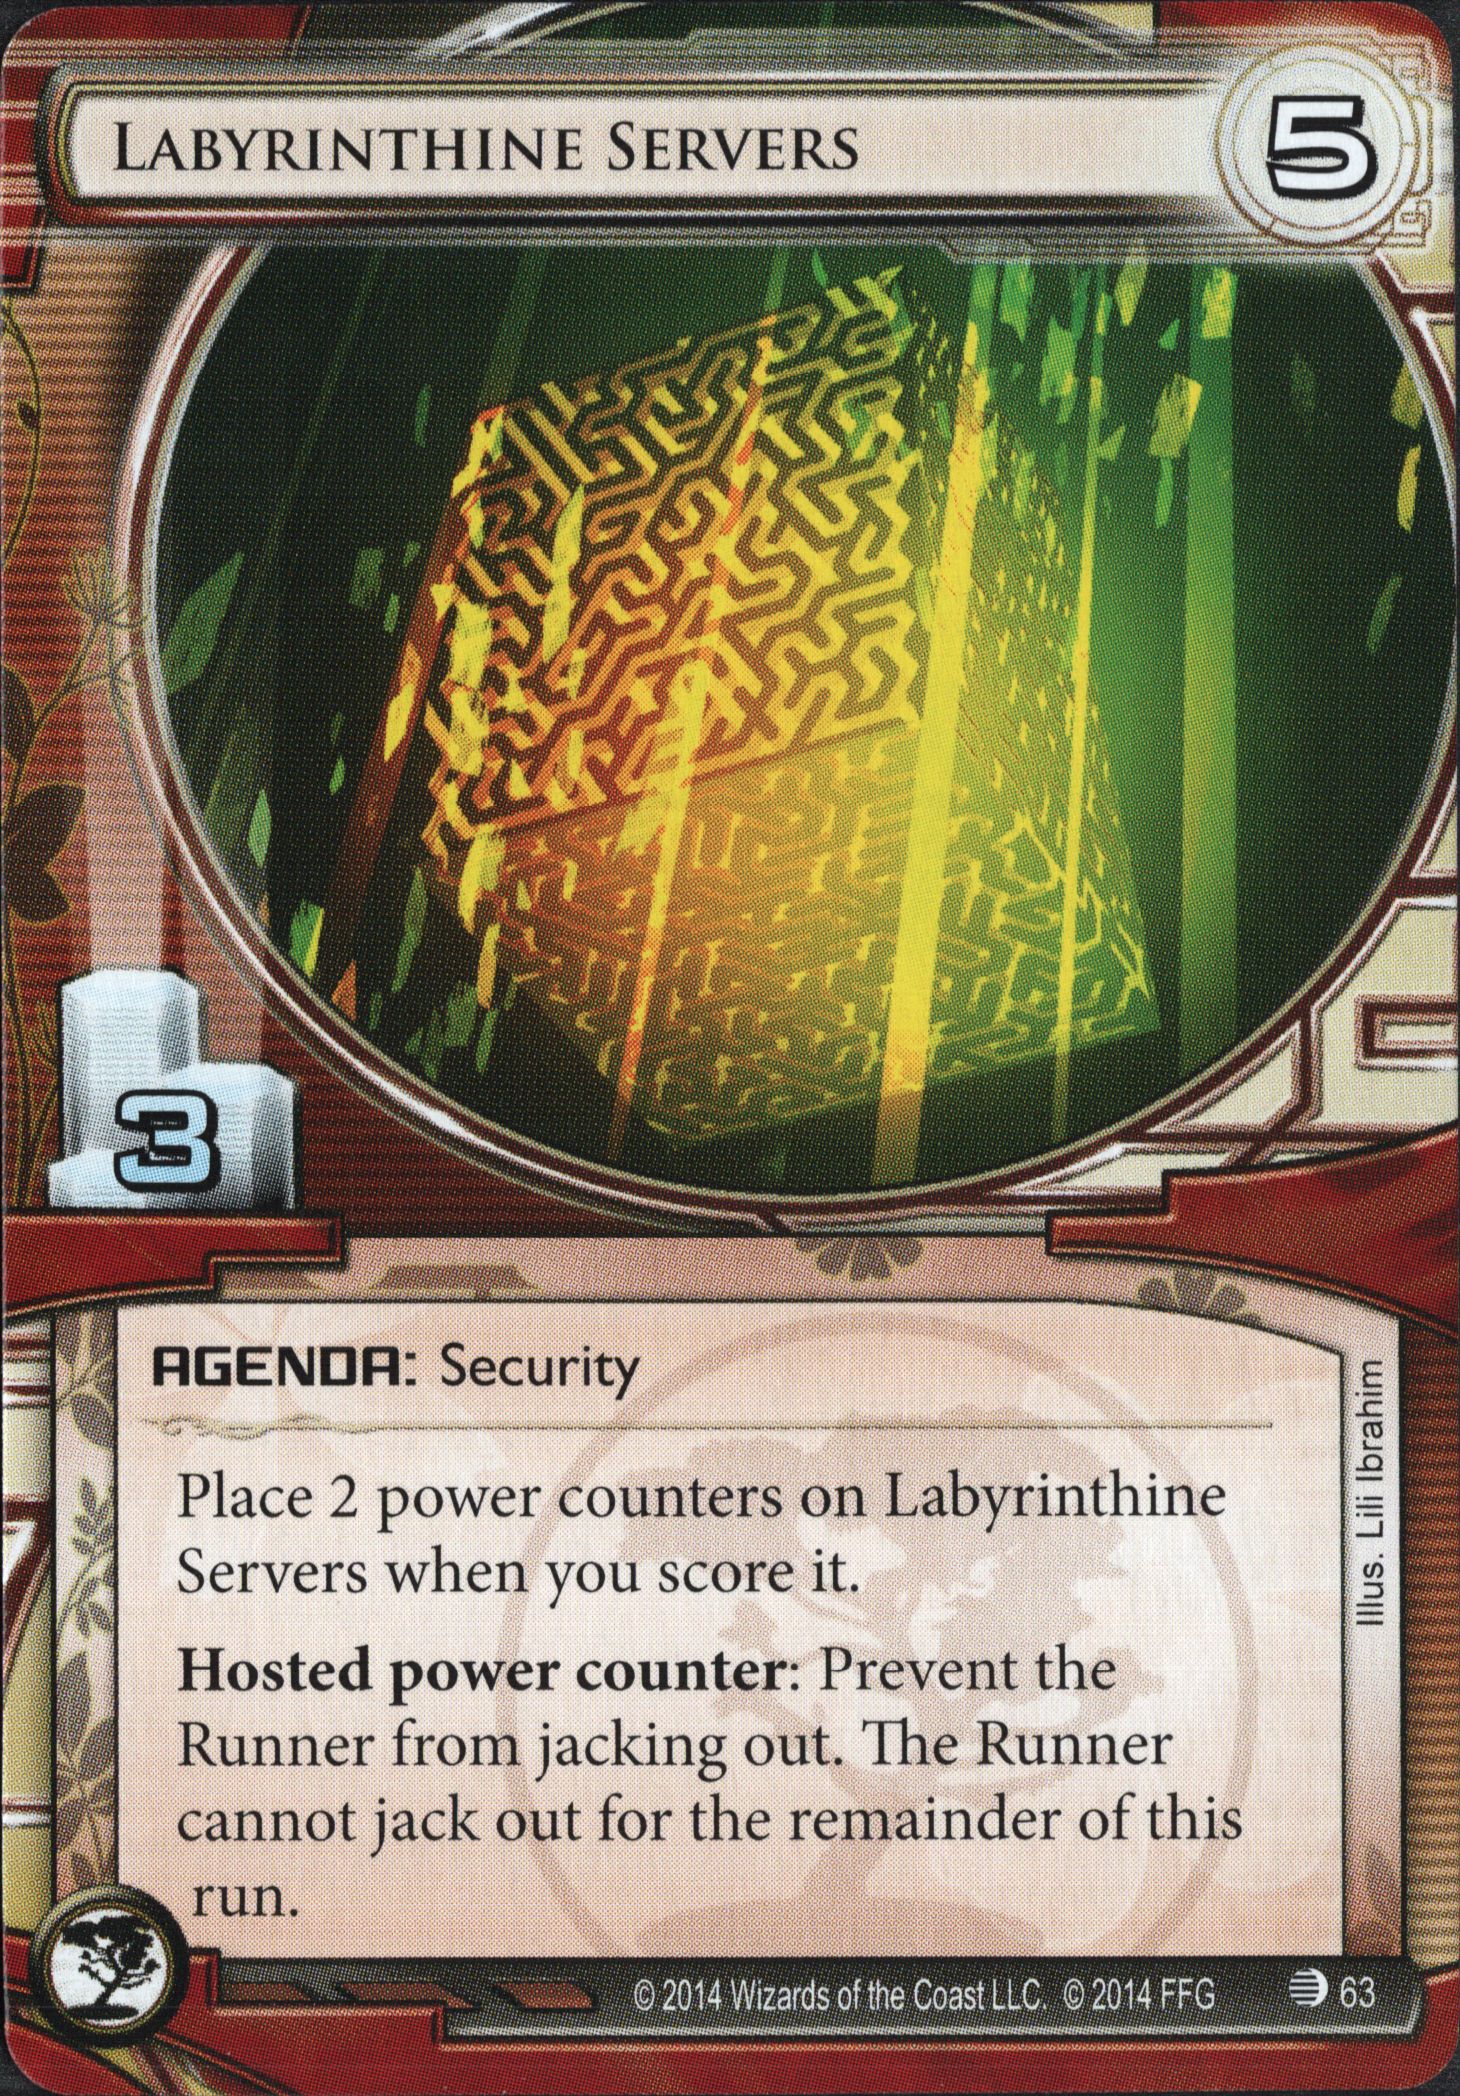 LABYRINTHINE SERVERS
5
3
AGENDA: Security
Place 2 power counters on Labyrinthine
Servers when you score it.
Hosted power counter: Prevent the
Runner from jacking out. The Runner
cannot jack out for the remainder of this
run.
Illus. Lili Ibrahim
© 2014 Wizards of the Coast LLC. © 2014 FFG
63